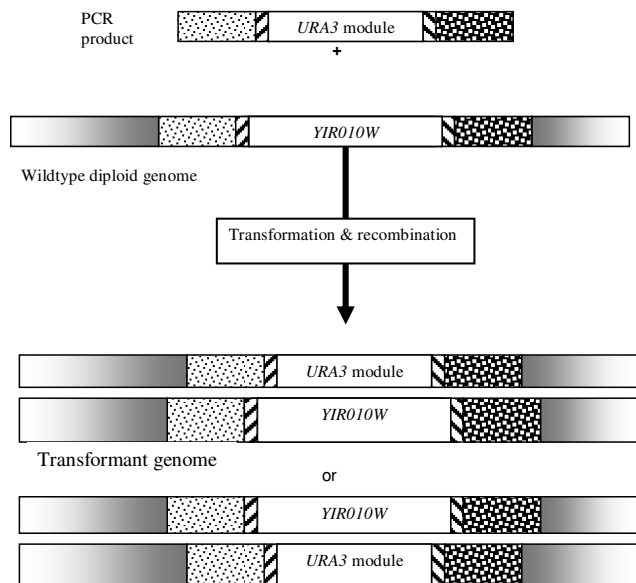 PCR
product
URA3 module
+
YIR010W
Wildtype diploid genome
Transformation & recombination
URA3 module
YIR010W
Transformant genome
or
YIR010W
URA3 module